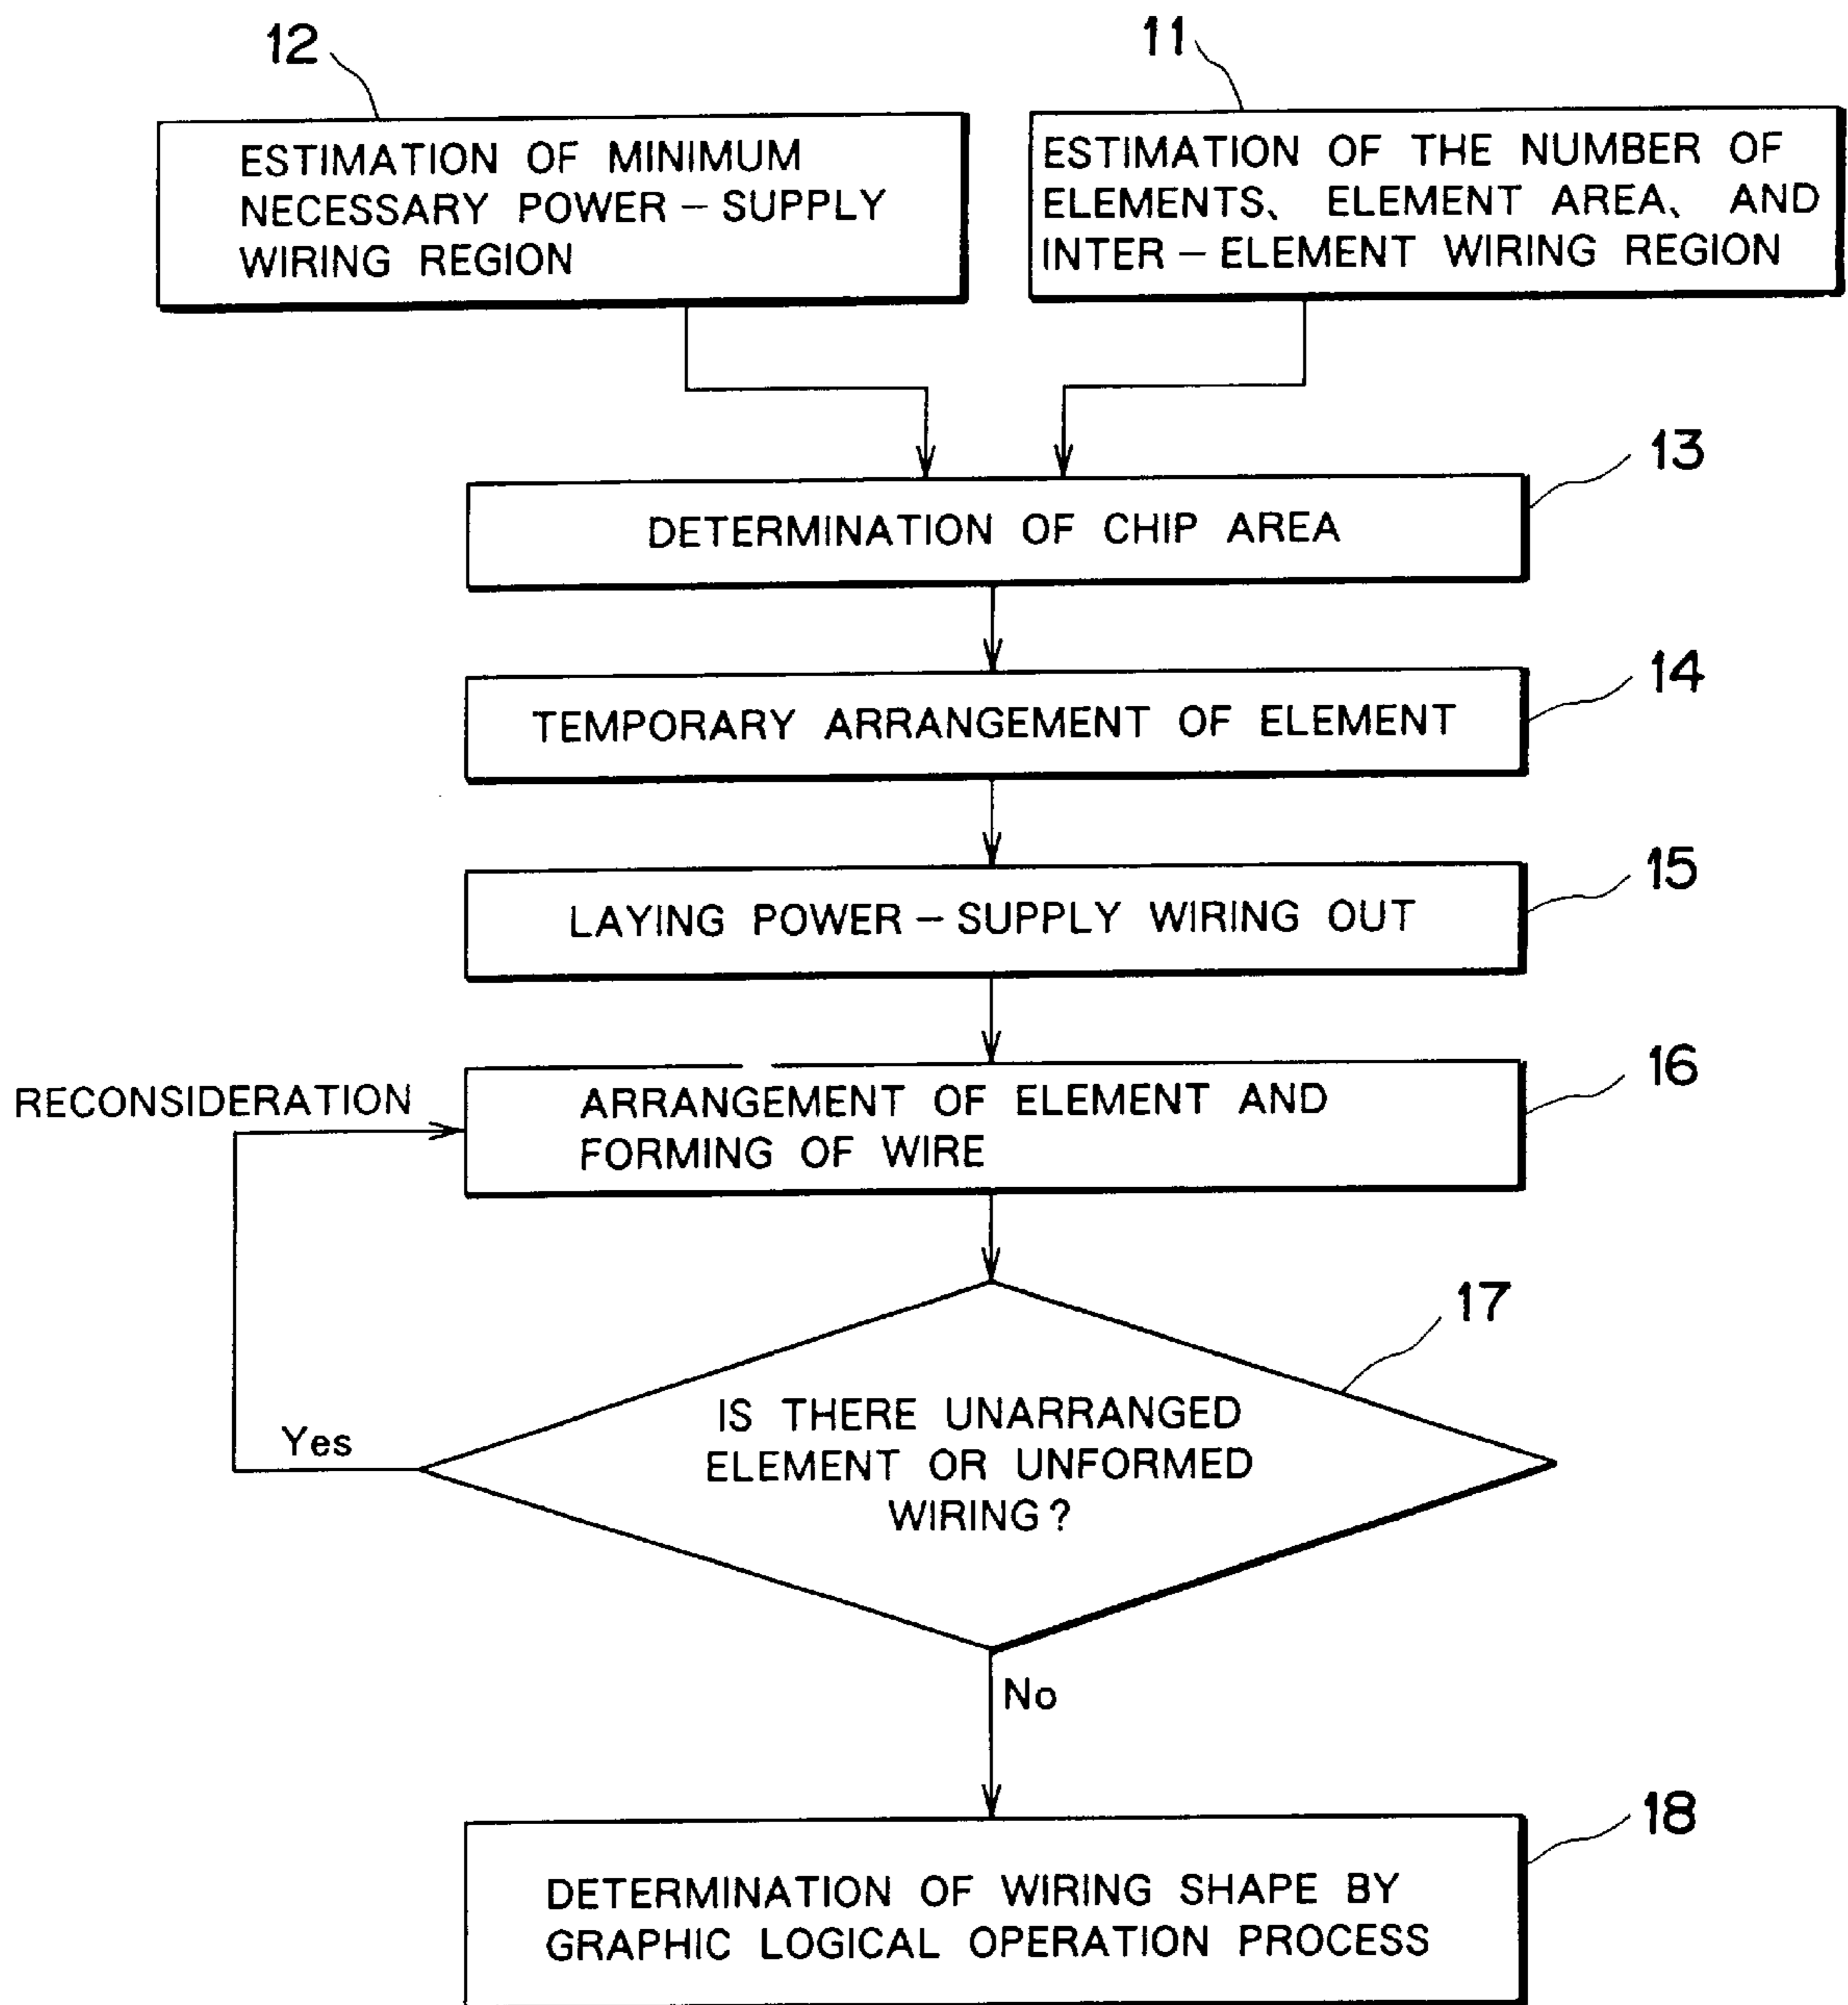 12
11
ESTIMATION OF MINIMUM
NECESSARY POWER-SUPPLY
WIRING REGION
ESTIMATION OF THE NUMBER OF
ELEMENTS、 ELEMENT AREA、 AND
INTER-ELEMENT WIRING REGION
13
DETERMINATION OF CHIP AREA
14
TEMPORARY ARRANGEMENT OF ELEMENT
15
LAYING POWER-SUPPLY WIRING OUT
16
RECONSIDERATION
ARRANGEMENT OF ELEMENT AND
FORMING OF WIRE
17
IS THERE UNARRANGED
ELEMENT OR UNFORMED
WIRING?
Yes
No
18
DETERMINATION OF WIRING SHAPE BY
GRAPHIC LOGICAL OPERATION PROCESS